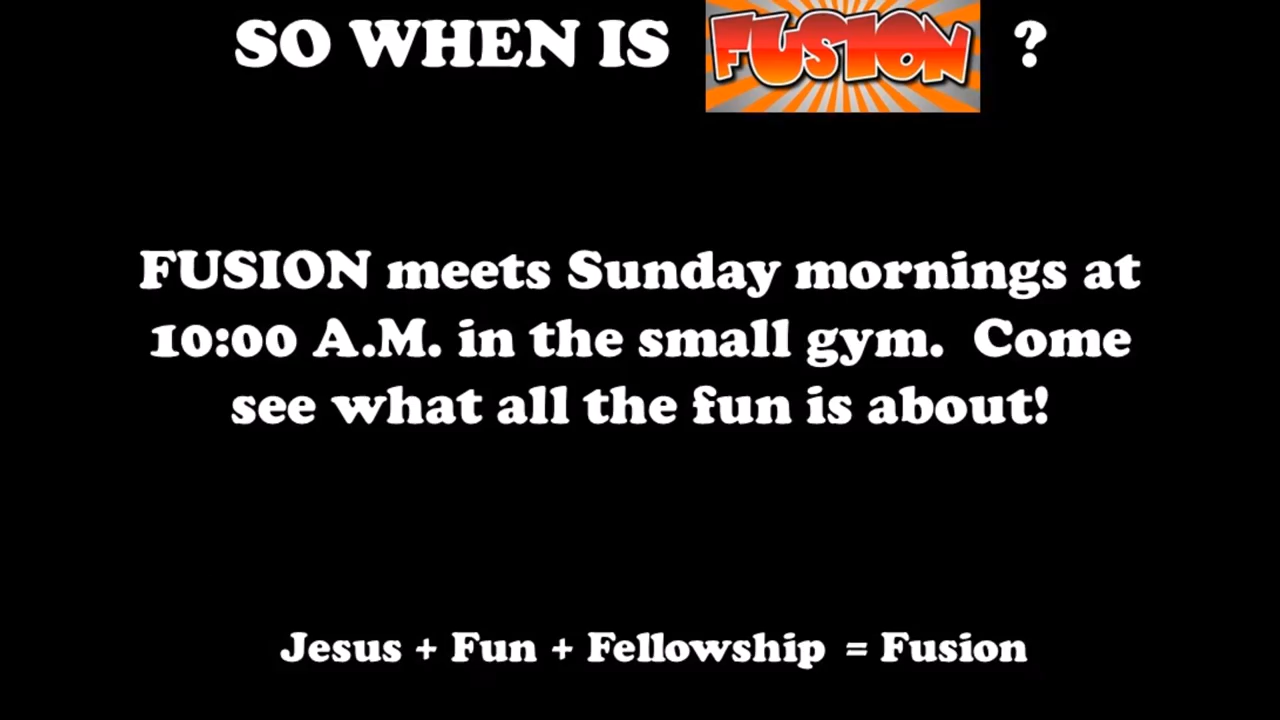 SO WHEN IS FUSION ?
FUSION meets Sunday mornings at
10:00 A.M. in the small gym.  Come
see what all the fun is about!
Jesus + Fun + Fellowship = Fusion